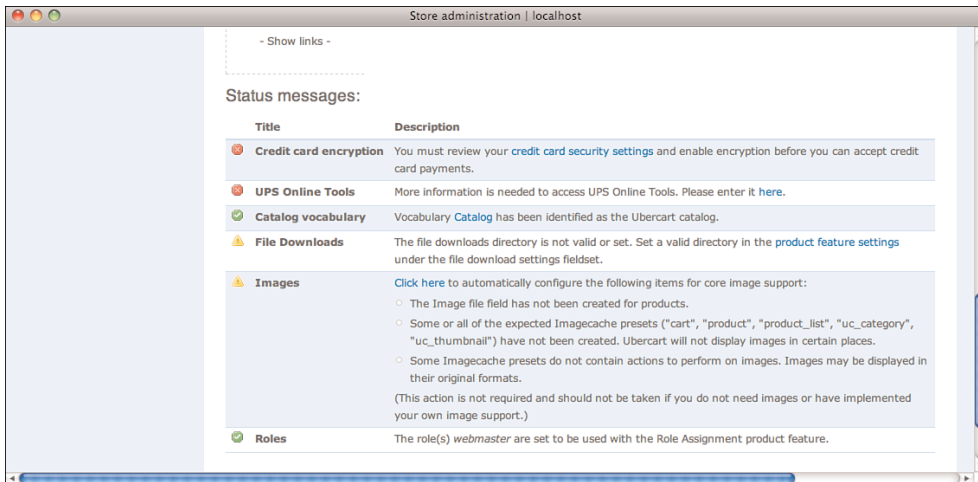 Store administration | localhost
- Show links -
Status messages:
Title Description
Credit card encryption You must review your credit card security settings and enable encryption before you can accept credit
card payments.
UPS Online Tools More information is needed to access UPS Online Tools. Please enter it here.
Catalog vocabulary Vocabulary Catalog has been identified as the Ubercart catalog.
File Downloads The file downloads directory is not valid or set. Set a valid directory in the product feature settings
under the file download settings fieldset.
Images Click here to automatically configure the following items for core image support:
The Image file field has not been created for products.
Some or all of the expected Imagecache presets ("cart", "product", "product_list", "uc_category",
"uc_thumbnail") have not been created. Ubercart will not display images in certain places.
Some Imagecache presets do not contain actions to perform on images. Images may be displayed in
their original formats.
(This action is not required and should not be taken if you do not need images or have implemented
your own image support.)
Roles The role(s) webmaster are set to be used with the Role Assignment product feature.